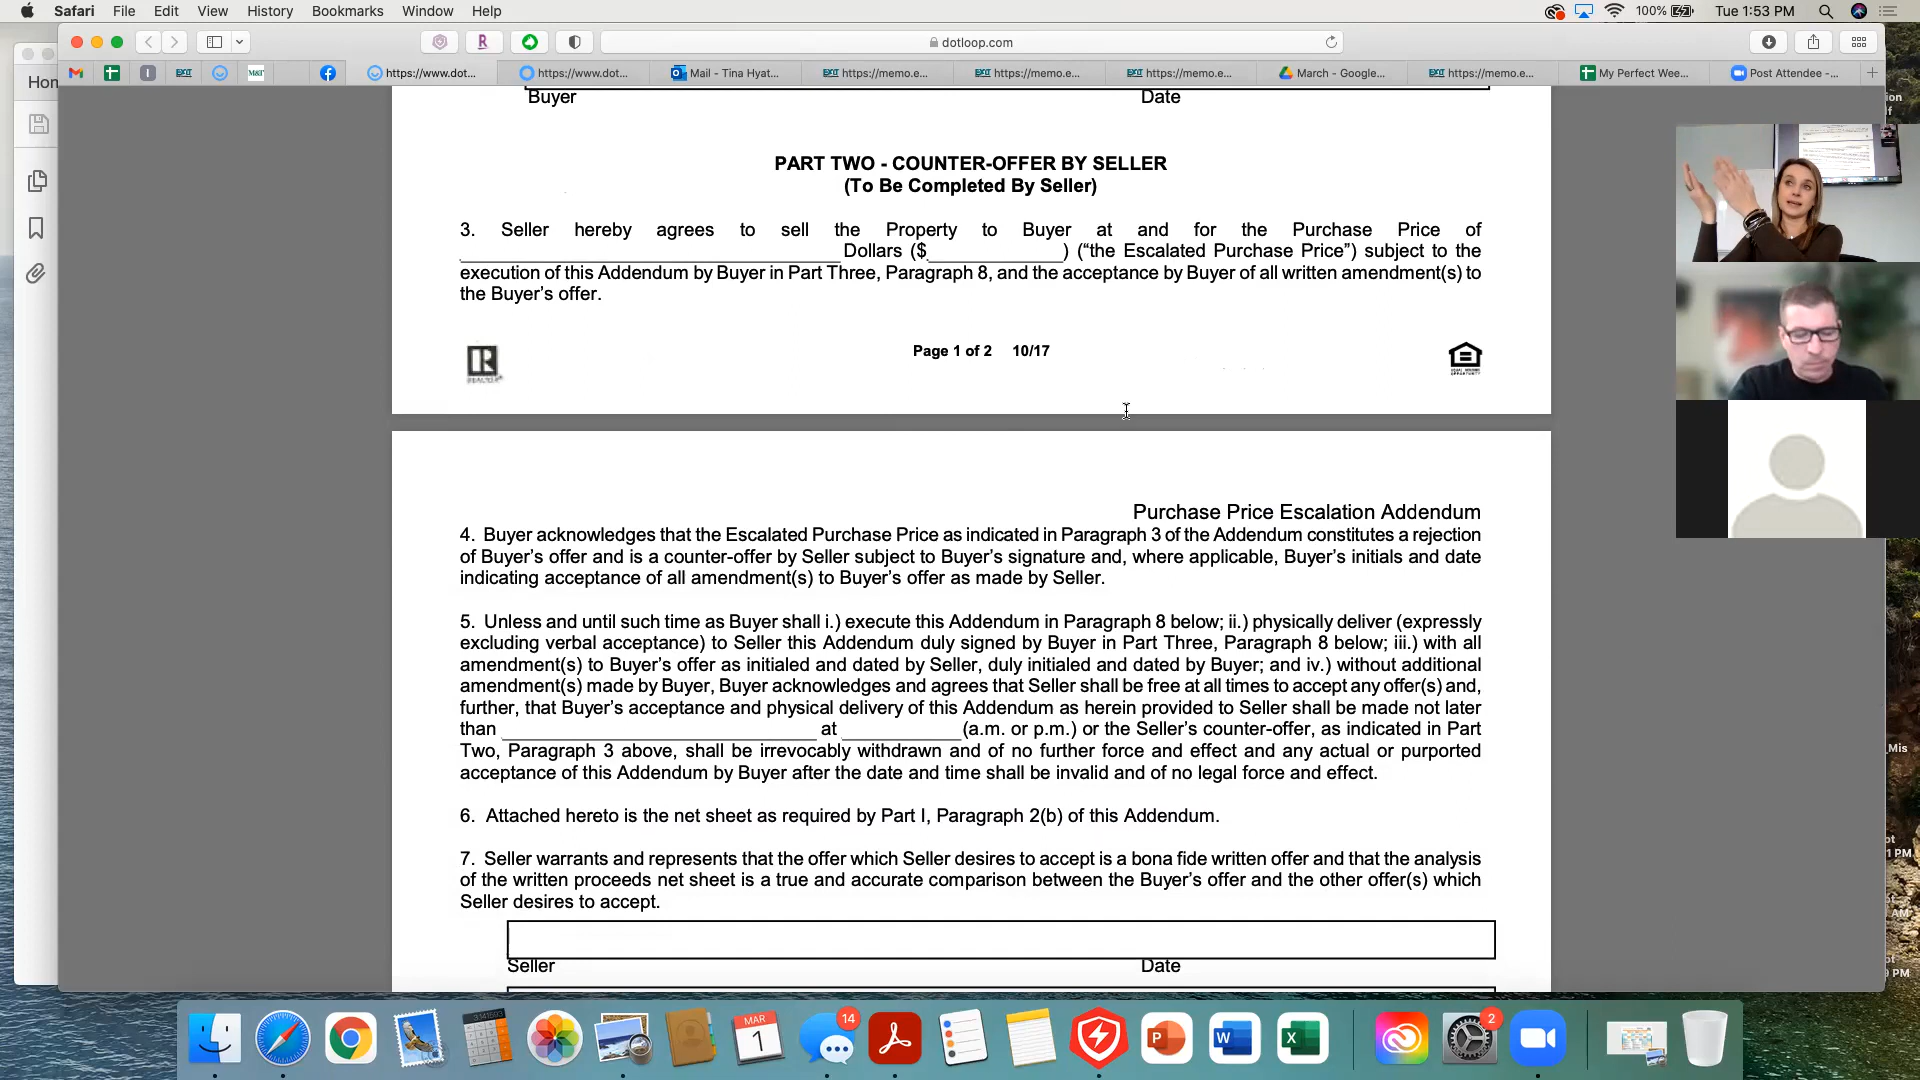 Safari File Edit View History Bookmarks Window Help 100% Tue 1:53 PM
dotloop.com
https://www.dot... https://www.dot... Mail - Tina Hyat... https://memo.e... https://memo.e... https://memo.e... March - Google... https://memo.e... My Perfect Wee... Post Attendee -...
Hon
Buyer Date
PART TWO - COUNTER-OFFER BY SELLER
(To Be Completed By Seller)
3. Seller hereby agrees to sell the Property to Buyer at and for the Purchase Price of
Dollars ($ ) (“the Escalated Purchase Price”) subject to the
execution of this Addendum by Buyer in Part Three, Paragraph 8, and the acceptance by Buyer of all written amendment(s) to
the Buyer’s offer.
Page 1 of 2 10/17
Purchase Price Escalation Addendum
4. Buyer acknowledges that the Escalated Purchase Price as indicated in Paragraph 3 of the Addendum constitutes a rejection
of Buyer’s offer and is a counter-offer by Seller subject to Buyer’s signature and, where applicable, Buyer’s initials and date
indicating acceptance of all amendment(s) to Buyer’s offer as made by Seller.
5. Unless and until such time as Buyer shall i.) execute this Addendum in Paragraph 8 below; ii.) physically deliver (expressly
excluding verbal acceptance) to Seller this Addendum duly signed by Buyer in Part Three, Paragraph 8 below; iii.) with all
amendment(s) to Buyer’s offer as initialed and dated by Seller, duly initialed and dated by Buyer; and iv.) without additional
amendment(s) made by Buyer, Buyer acknowledges and agrees that Seller shall be free at all times to accept any offer(s) and,
further, that Buyer’s acceptance and physical delivery of this Addendum as herein provided to Seller shall be made not later
than at (a.m. or p.m.) or the Seller’s counter-offer, as indicated in Part
Two, Paragraph 3 above, shall be irrevocably withdrawn and of no further force and effect and any actual or purported
acceptance of this Addendum by Buyer after the date and time shall be invalid and of no legal force and effect.
6. Attached hereto is the net sheet as required by Part I, Paragraph 2(b) of this Addendum.
7. Seller warrants and represents that the offer which Seller desires to accept is a bona fide written offer and that the analysis
of the written proceeds net sheet is a true and accurate comparison between the Buyer’s offer and the other offer(s) which
Seller desires to accept.
Seller Date
MAR
1
14
2